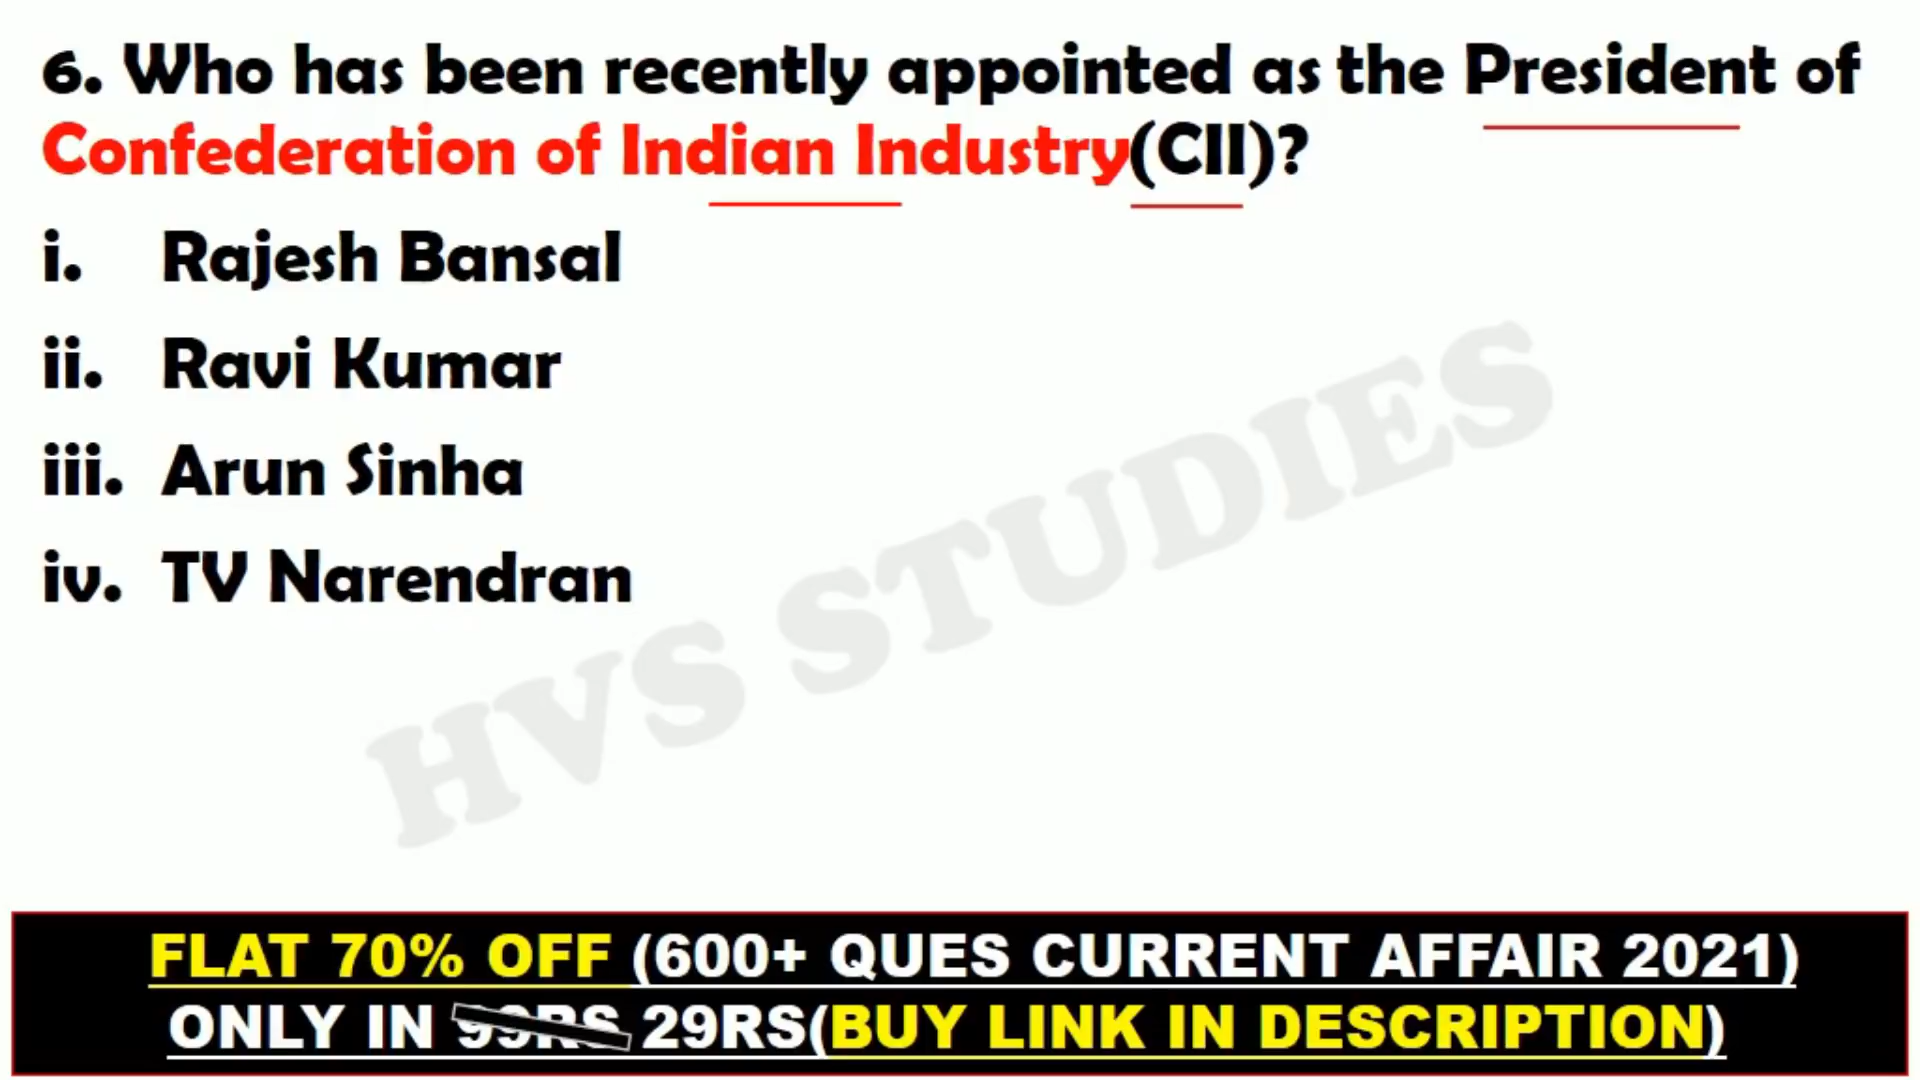 6. Who has been recently appointed as the President of
Confederation of Indian Industry(CII)?
i. Rajesh Bansal
ii. Ravi Kumar
iii. Arun Sinha
iv. TV Narendran
HVS STUDIES
FLAT 70% OFF (600+ QUES CURRENT AFFAIR 2021)
ONLY IN 99RS 29RS(BUY LINK IN DESCRIPTION)